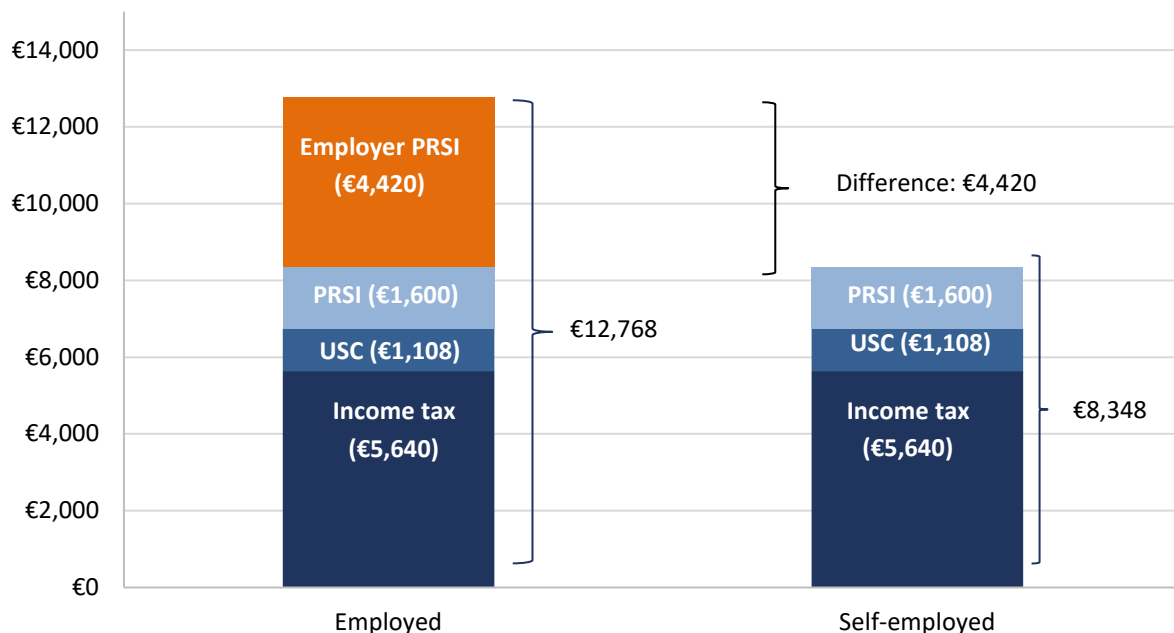 €14,000
€12,000
€10,000
€8,000
€6,000
€4,000
€2,000
€0
Employer PRSI
(€4,420)
PRSI (€1,600)
USC (€1,108)
Income tax
(€5,640)
€12,768
Difference: €4,420
PRSI (€1,600)
USC (€1,108)
Income tax
(€5,640)
€8,348
Employed
Self-employed